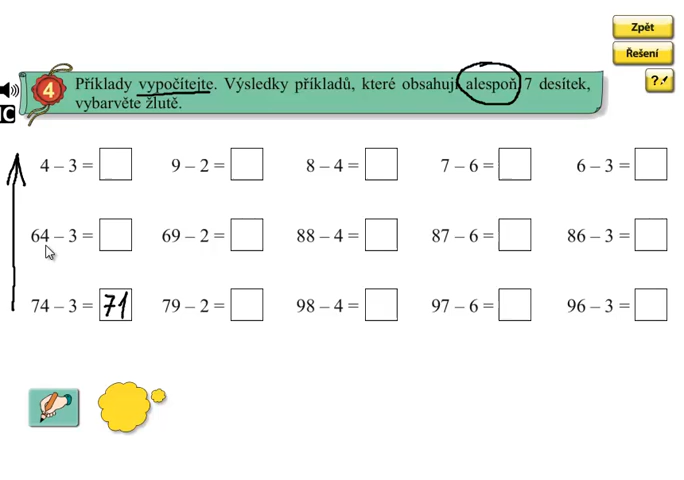 Zpět
Řešení
?
4 Příklady vypočítejte. Výsledky příkladů, které obsahují alespoň 7 desítek,
vybarvěte žlutě.
IC
4 – 3 = 9 – 2 = 8 – 4 = 7 – 6 = 6 – 3 =
64 – 3 = 69 – 2 = 88 – 4 = 87 – 6 = 86 – 3 =
74 – 3 = 71 79 – 2 = 98 – 4 = 97 – 6 = 96 – 3 =